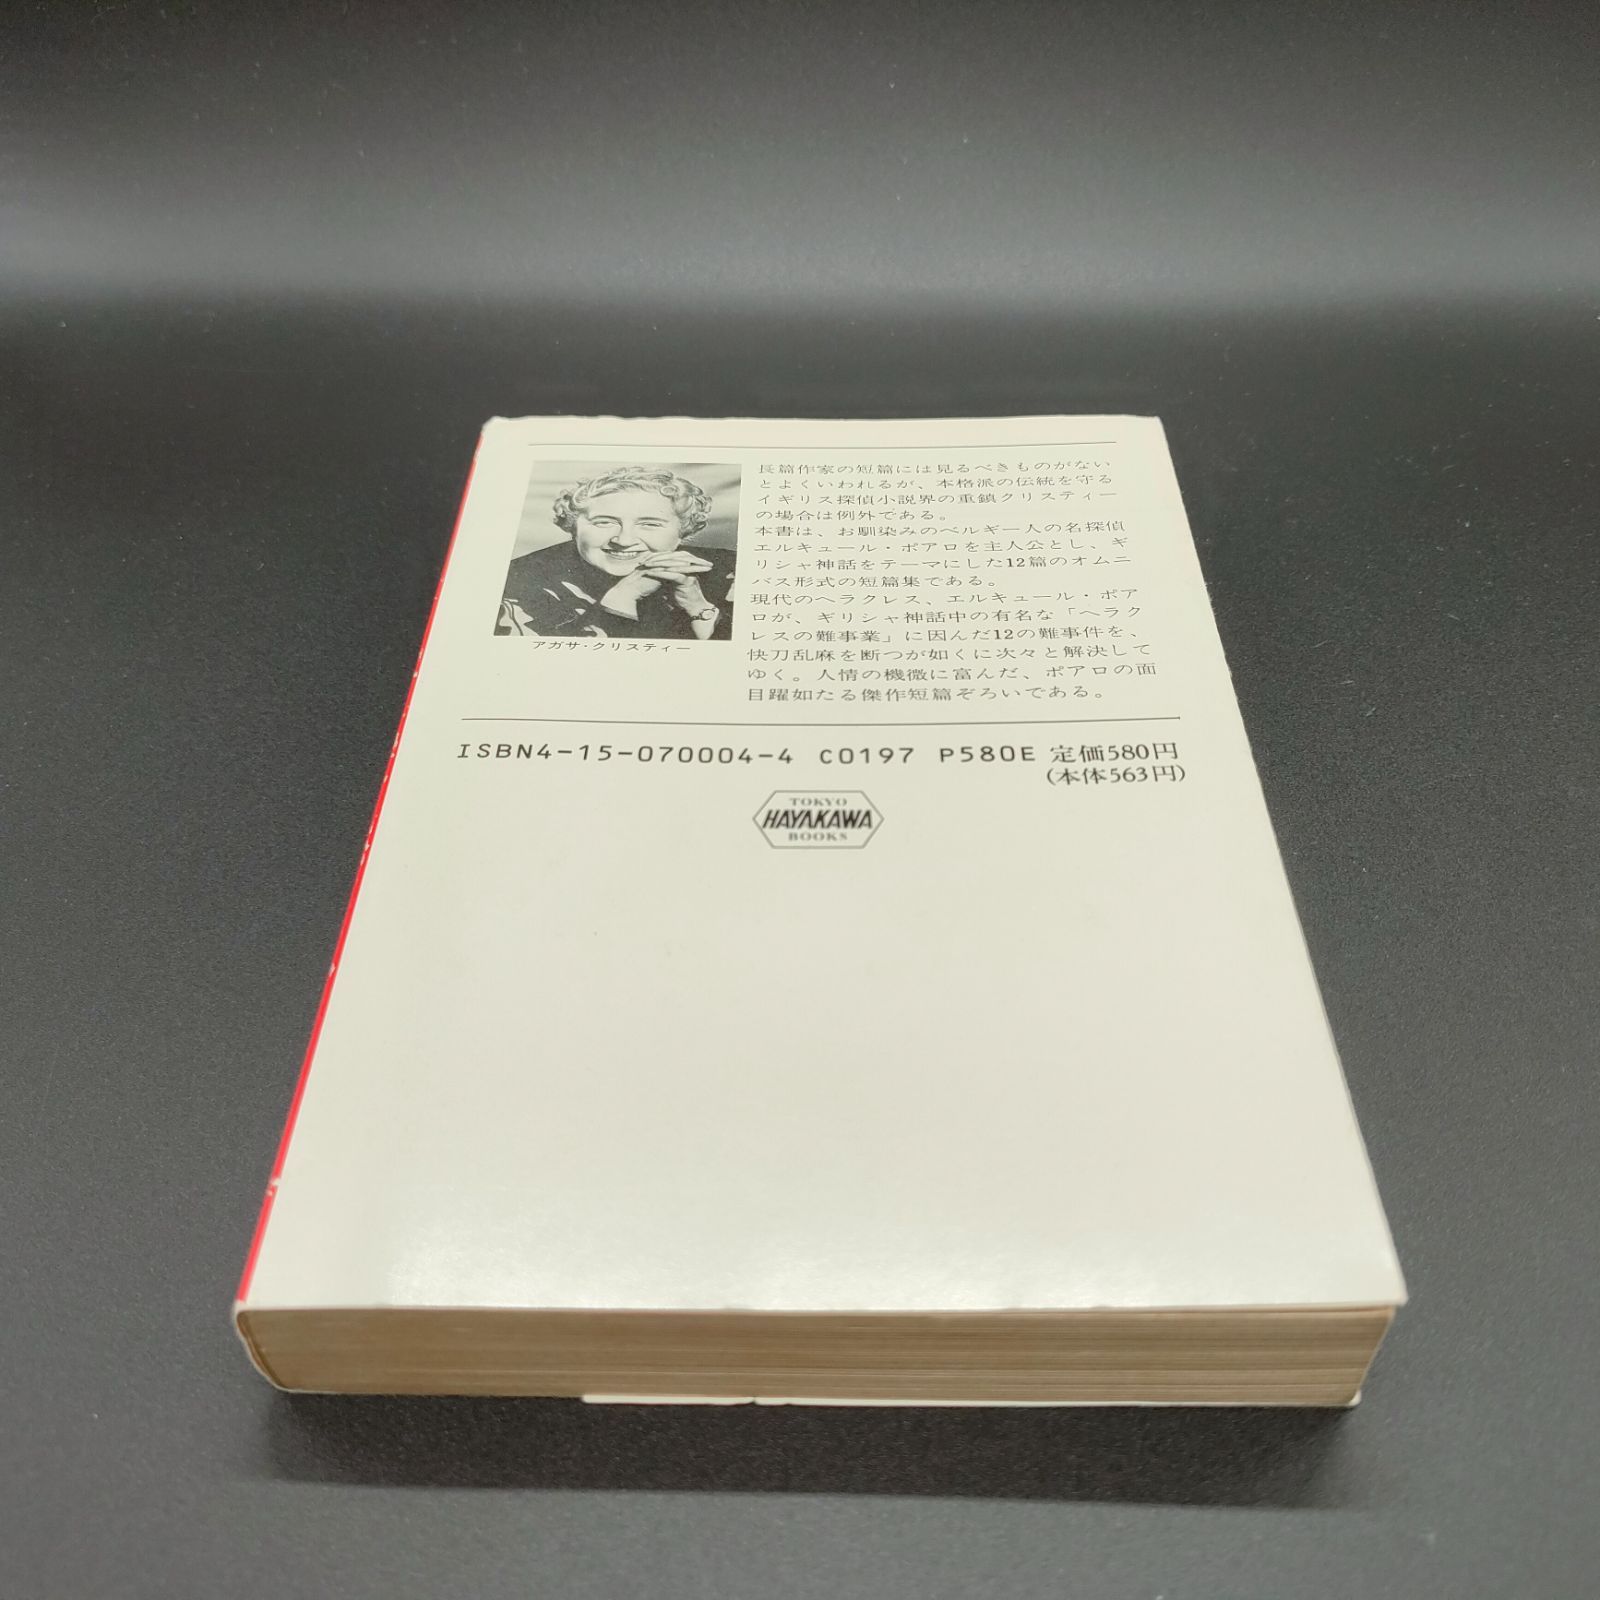 長篇作家の短篇には見るべきものがない
とよくいわれるが、本格派の伝統を守る
イギリス探偵小説界の重鎮クリスティー
の場合は例外である。
本書は、お馴染みのベルギー人の名探偵
エルキュール・ポアロを主人公とし、ギ
リシャ神話をテーマにした12篇のオムニ
バス形式の短篇集である。
現代のヘラクレス、エルキュール・ポア
ロが、ギリシャ神話中の有名な「ヘラク
レスの難事業」に因んだ12の難事件を、
快刀乱麻を断つが如くに次々と解決して
ゆく。人情の機微に富んだ、ポアロの面
目躍如たる傑作短篇ぞろいである。
アガサ・クリスティー
ISBN4-15-070004-4 C0197 P580E 定価580円
(本体563円)
TOKYO
HAYAKAWA
BOOKS